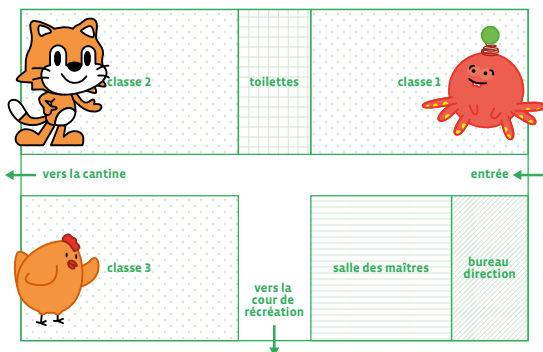 classe 2
toilettes
classe 1
vers la cantine
entrée
classe 3
vers la
cour de
récréation
salle des maîtres
bureau
direction